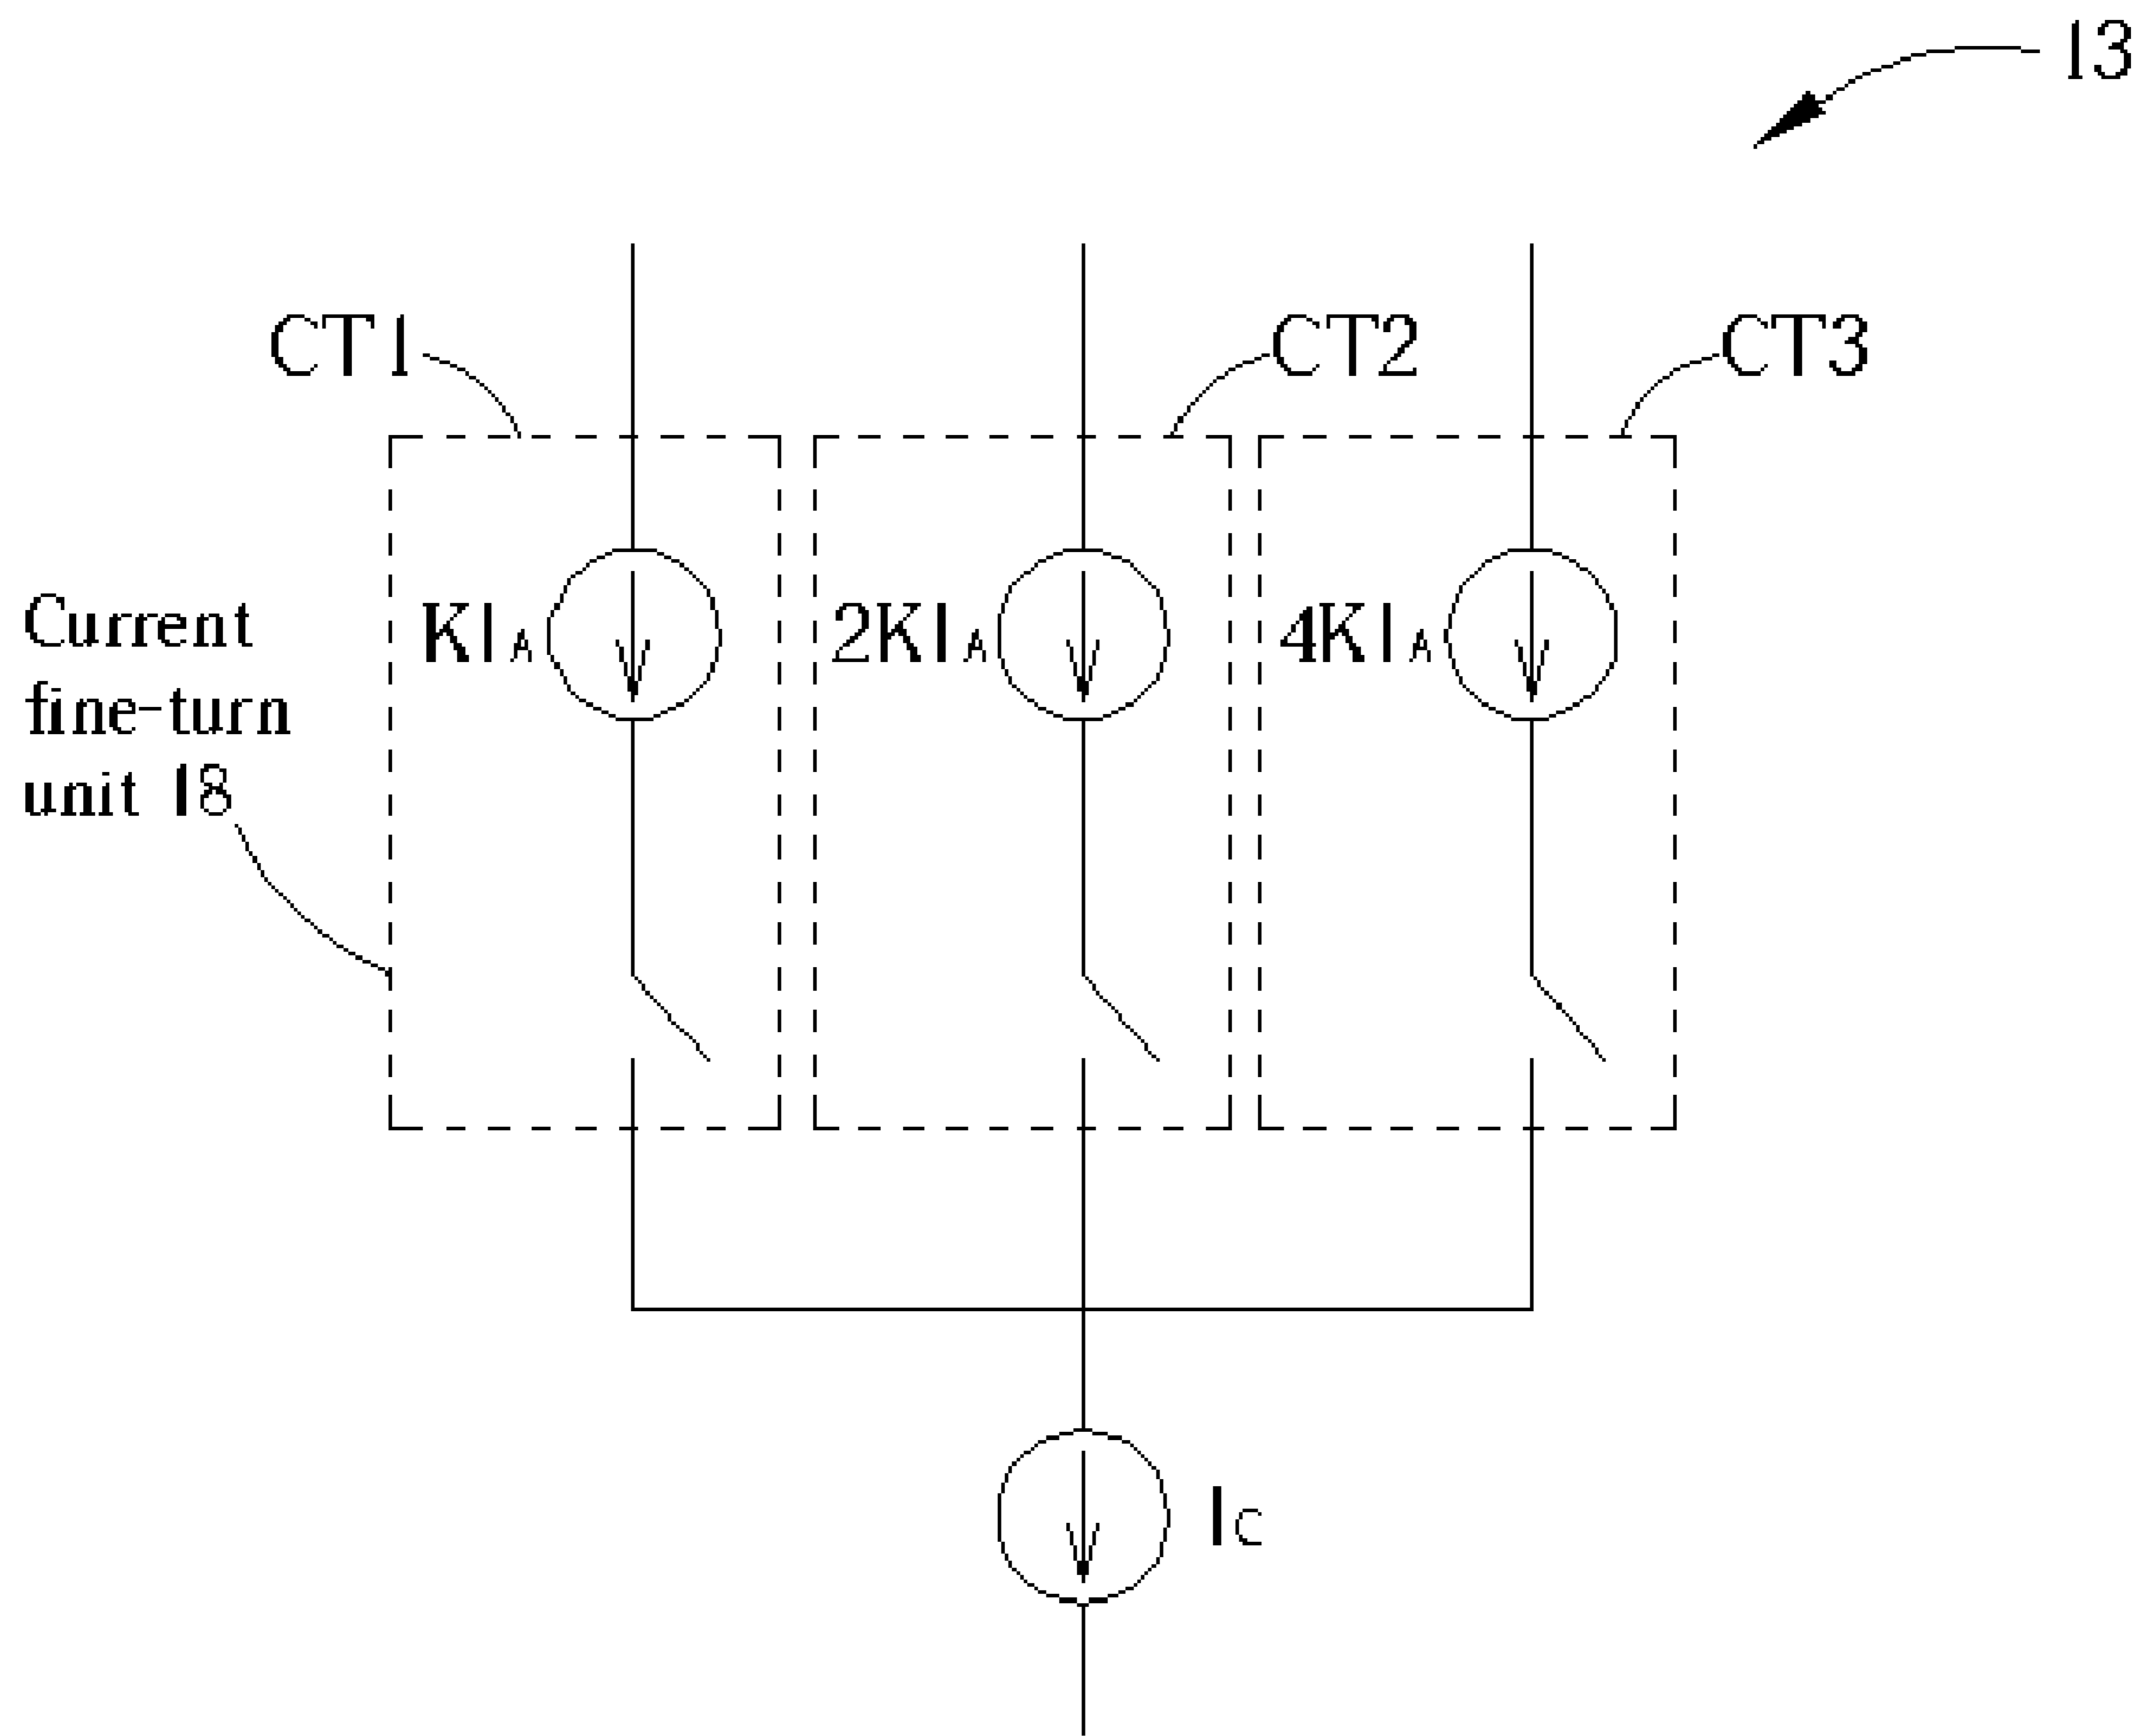 13
CT1
CT2
CT3
Current
fine-turn
unit 18
KIA
2KIA
4KIA
IC